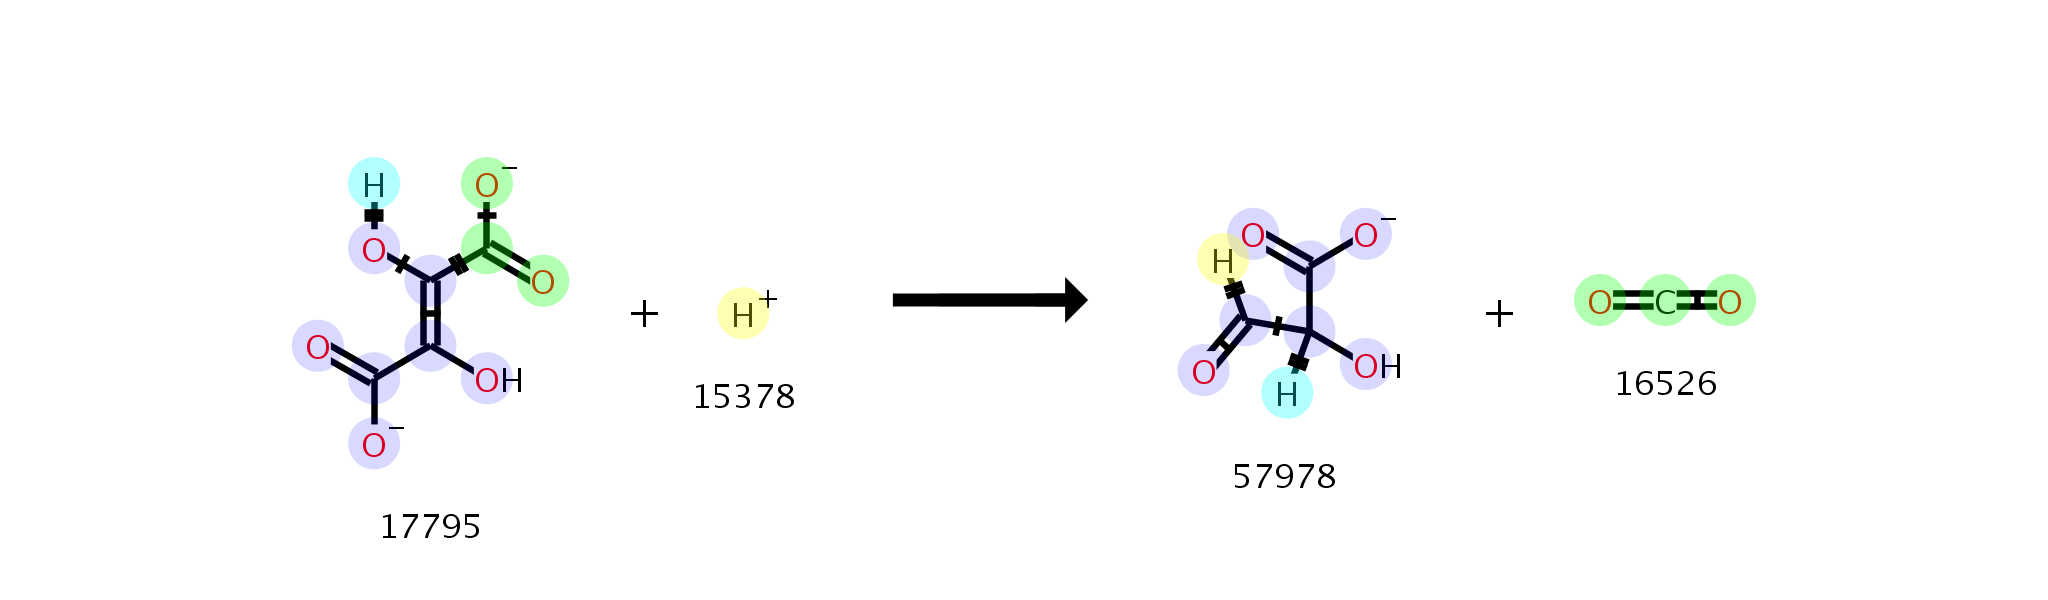 H O⁻
O O
O OH
O⁻
17795
+
H⁺
15378
O O⁻
H
O OH
H
57978
+
O C O
16526